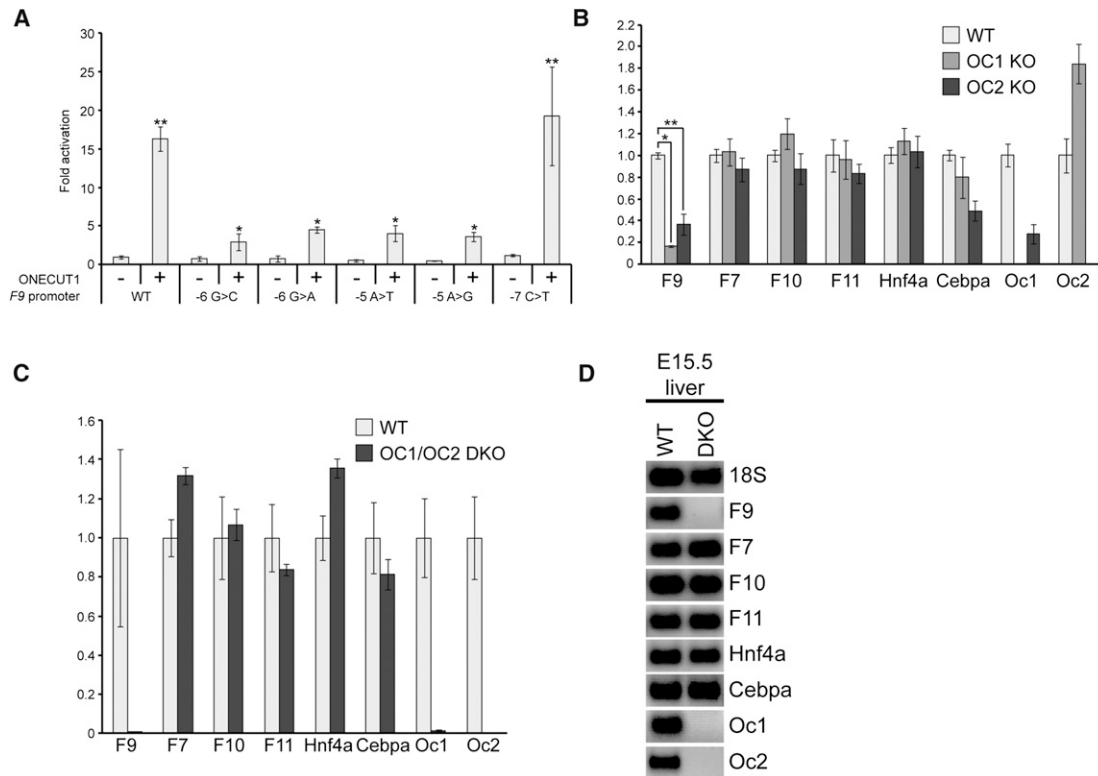 A
30
25
20
15
10
5
0
Fold activation
** * * * * **
ONECUT1 - + - + - + - + - + - +
F9 promoter WT -6 G>C -6 G>A -5 A>T -5 A>G -7 C>T
B
2.2
2.0
1.8
1.6
1.4
1.2
1.0
0.8
0.6
0.4
0.2
0
WT
OC1 KO
OC2 KO
**
*
F9 F7 F10 F11 Hnf4a Cebpa Oc1 Oc2
C
1.6
1.4
1.2
1.0
0.8
0.6
0.4
0.2
0
WT
OC1/OC2 DKO
F9 F7 F10 F11 Hnf4a Cebpa Oc1 Oc2
D
E15.5
liver
WT DKO
18S
F9
F7
F10
F11
Hnf4a
Cebpa
Oc1
Oc2